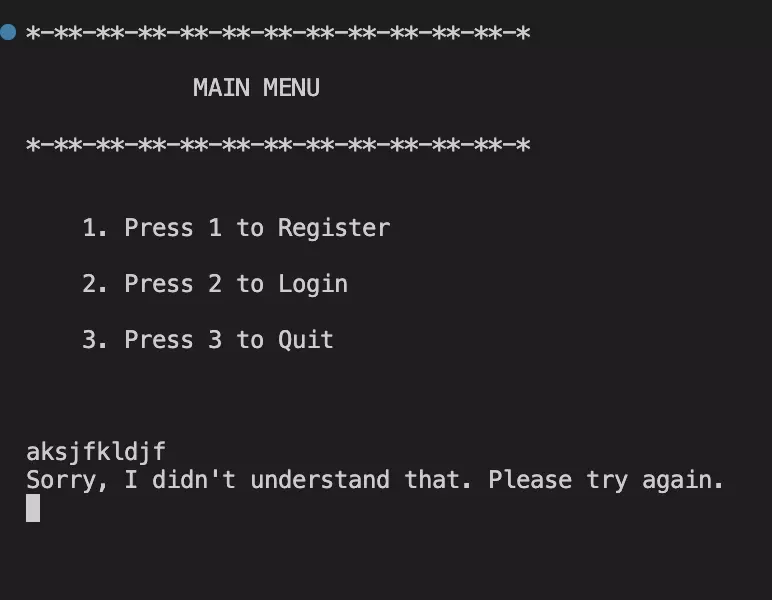 *-**-**-**-**-**-**-**-**-**-**-**-*
MAIN MENU
*-**-**-**-**-**-**-**-**-**-**-**-*
1. Press 1 to Register
2. Press 2 to Login
3. Press 3 to Quit
aksjfkldjf
Sorry, I didn't understand that. Please try again.